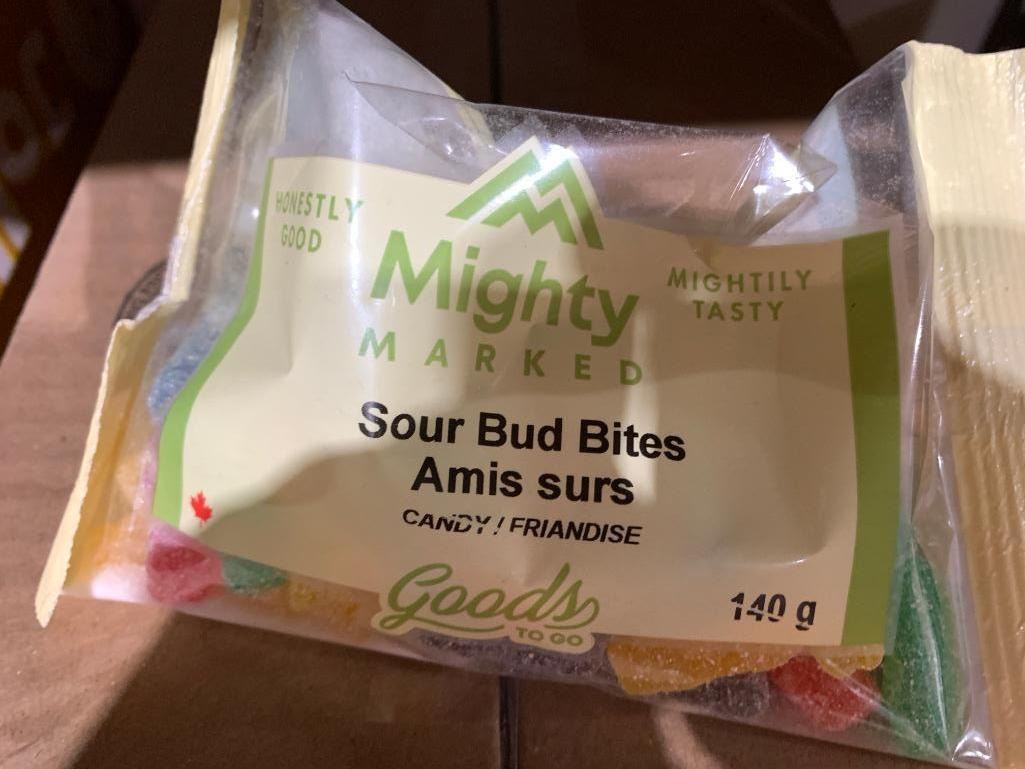 HONESTLY
GOOD
Mighty
MARKED
MIGHTILY
TASTY
Sour Bud Bites
Amis surs
CANDY / FRIANDISE
Goods
TO GO
140 g